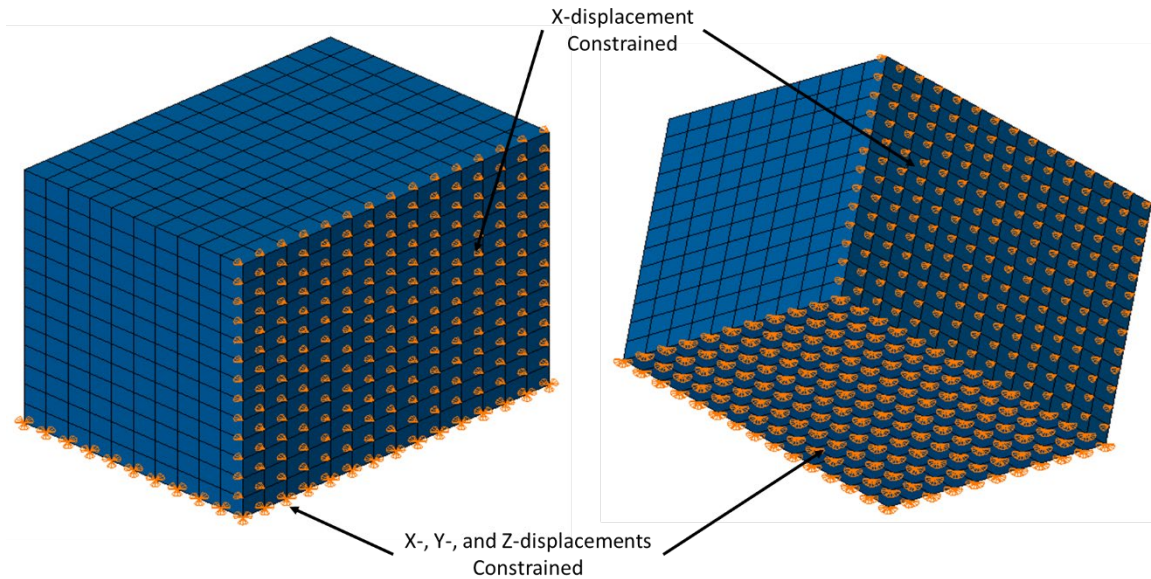 X-displacement
Constrained
X-, Y-, and Z-displacements
Constrained